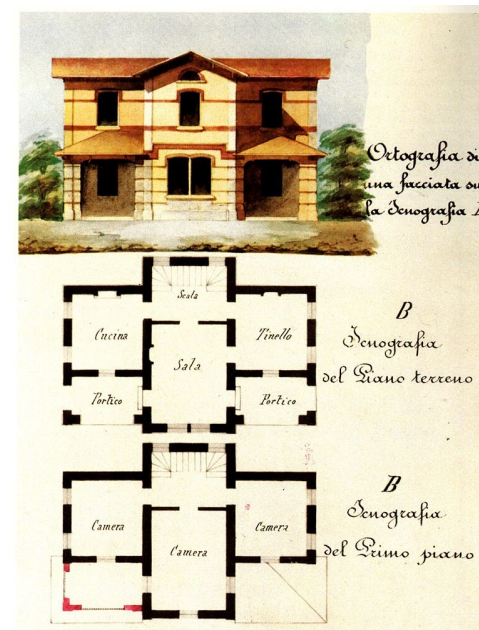 Ortografia di
una facciata su
la Icnografia A
Scala
Cucina
Tinello
Sala
Portico
Portico
B
Icnografia
del Piano terreno
B
Icnografia
del Primo piano
Camera
Camera
Camera